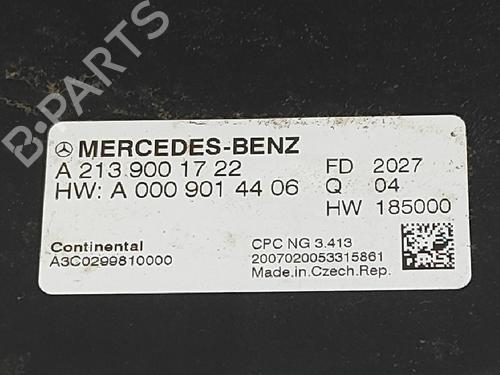 MERCEDES-BENZ
A 213 900 17 22 FD 2027
HW: A 000 901 44 06 Q 04
HW 185000
Continental CPC NG 3.413
A3C0299810000 2007020053315861
Made.in.Czech.Rep.
B-PARTS